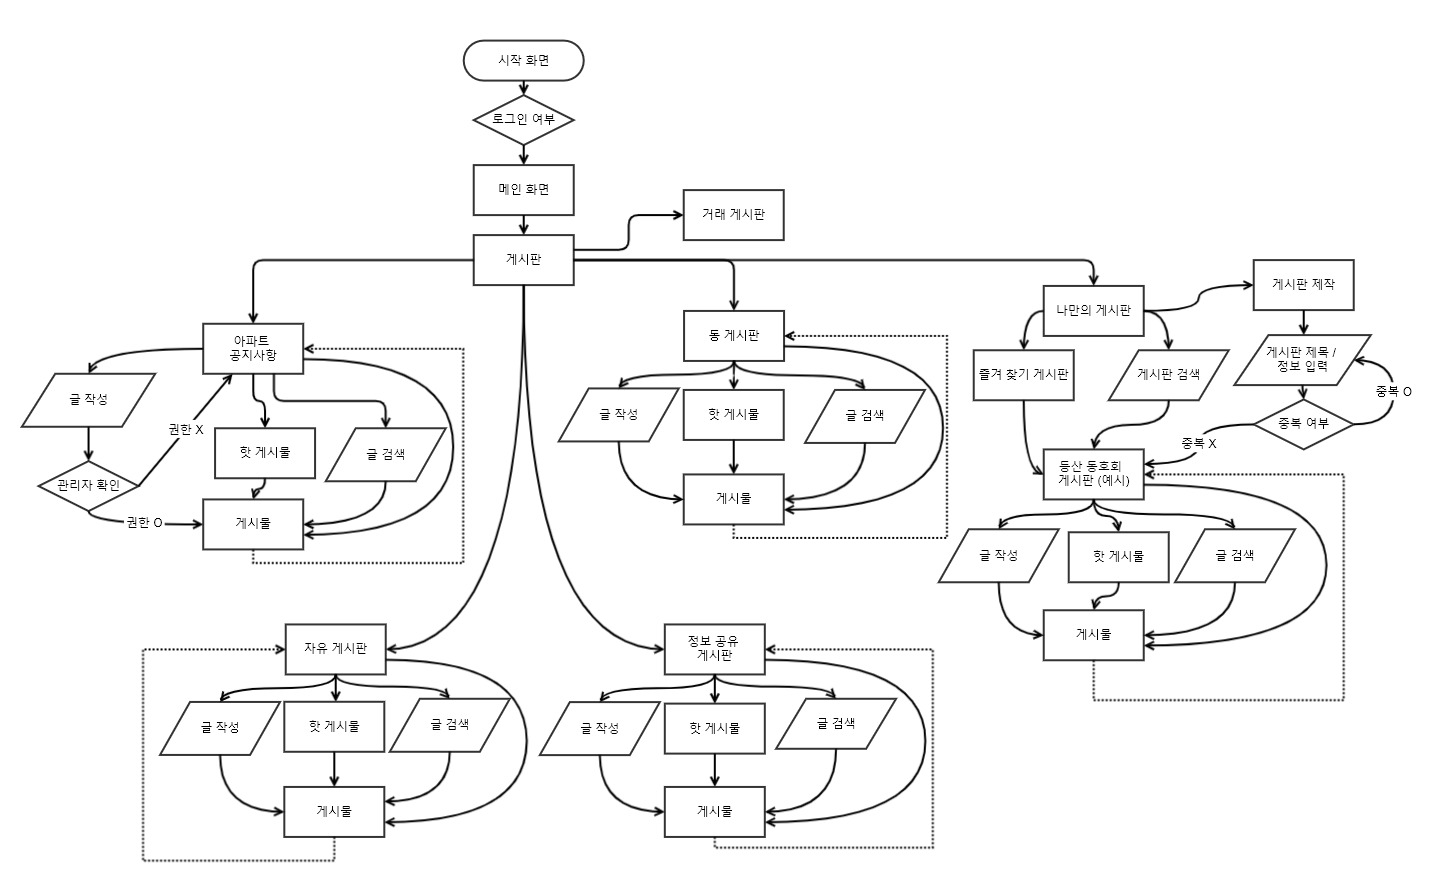 시작 화면
로그인 여부
메인 화면
게시판
거래 게시판
아파트
공지사항
글 작성
권한 X
관리자 확인
권한 O
핫 게시물
글 검색
게시물
동 게시판
글 작성
핫 게시물
글 검색
게시물
나만의 게시판
게시판 제작
즐겨 찾기 게시판
게시판 검색
게시판 제목 /
정보 입력
중복 O
중복 여부
중복 X
등산 동호회
게시판 (예시)
글 작성
핫 게시물
글 검색
게시물
자유 게시판
글 작성
핫 게시물
글 검색
게시물
정보 공유
게시판
글 작성
핫 게시물
글 검색
게시물